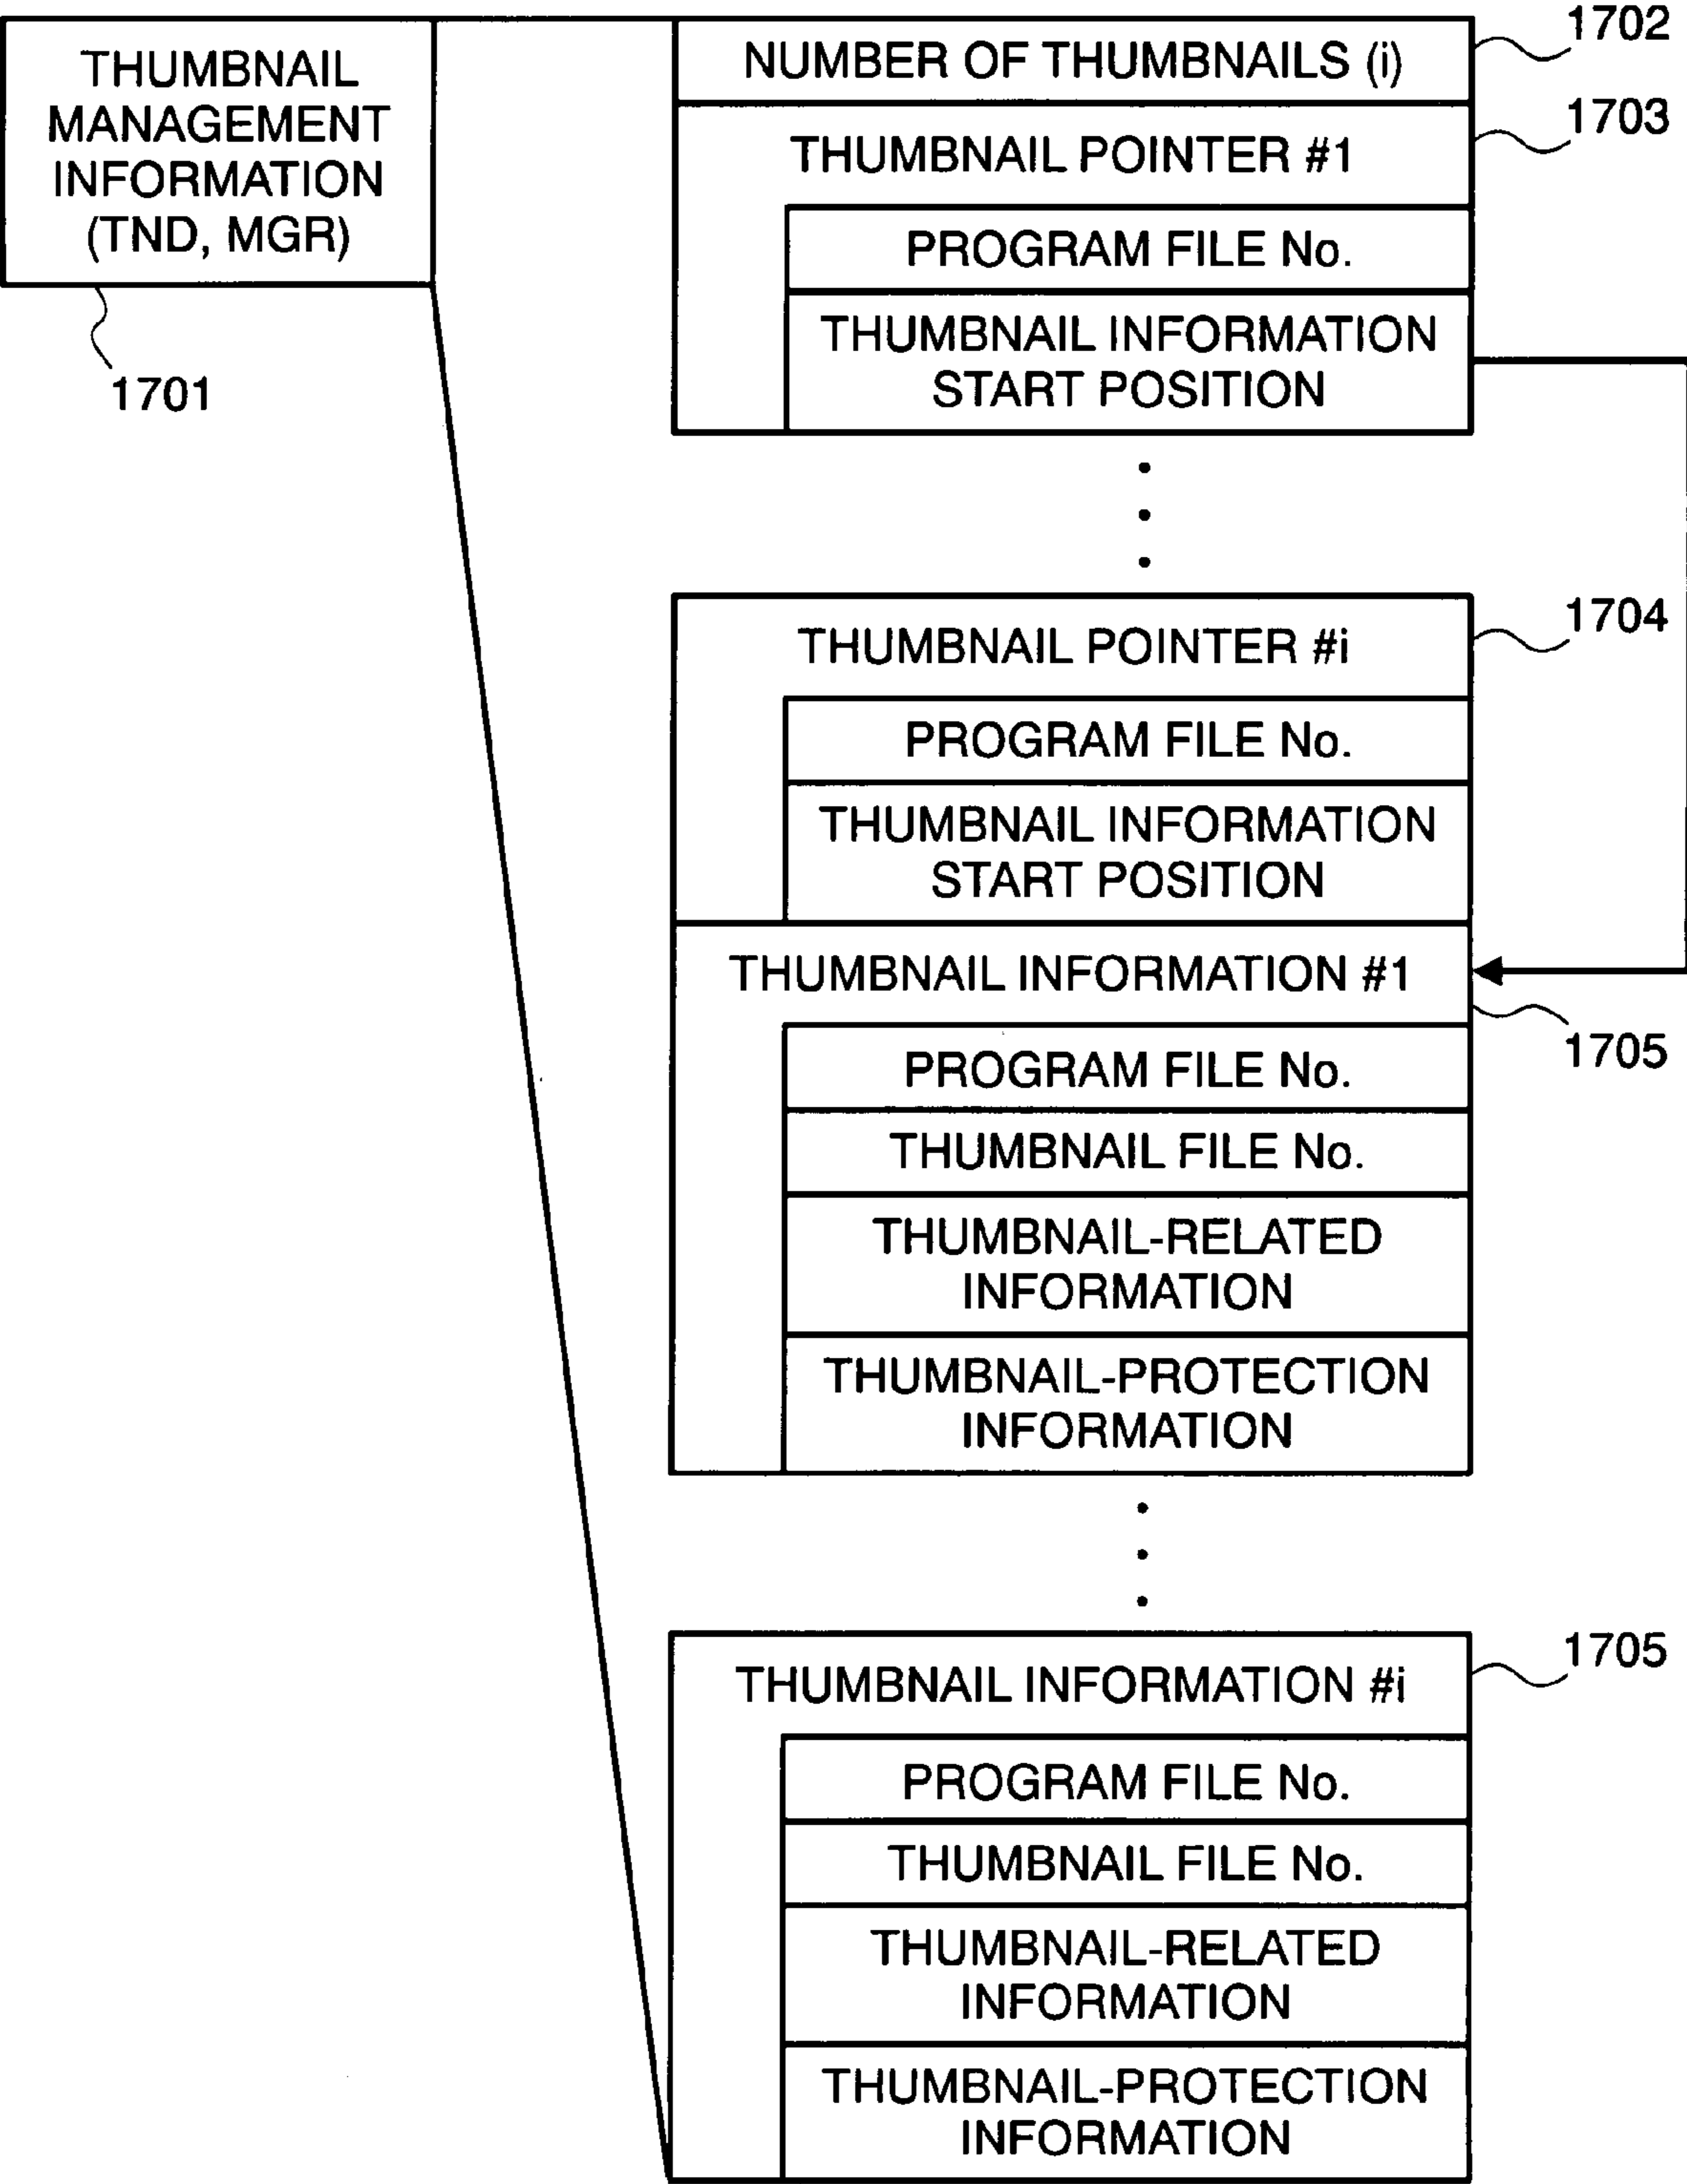 THUMBNAIL
MANAGEMENT
INFORMATION
(TND, MGR)
1701
NUMBER OF THUMBNAILS (i)
1702
THUMBNAIL POINTER #1
1703
PROGRAM FILE No.
THUMBNAIL INFORMATION
START POSITION
THUMBNAIL POINTER #i
1704
PROGRAM FILE No.
THUMBNAIL INFORMATION
START POSITION
THUMBNAIL INFORMATION #1
1705
PROGRAM FILE No.
THUMBNAIL FILE No.
THUMBNAIL-RELATED
INFORMATION
THUMBNAIL-PROTECTION
INFORMATION
THUMBNAIL INFORMATION #i
1705
PROGRAM FILE No.
THUMBNAIL FILE No.
THUMBNAIL-RELATED
INFORMATION
THUMBNAIL-PROTECTION
INFORMATION